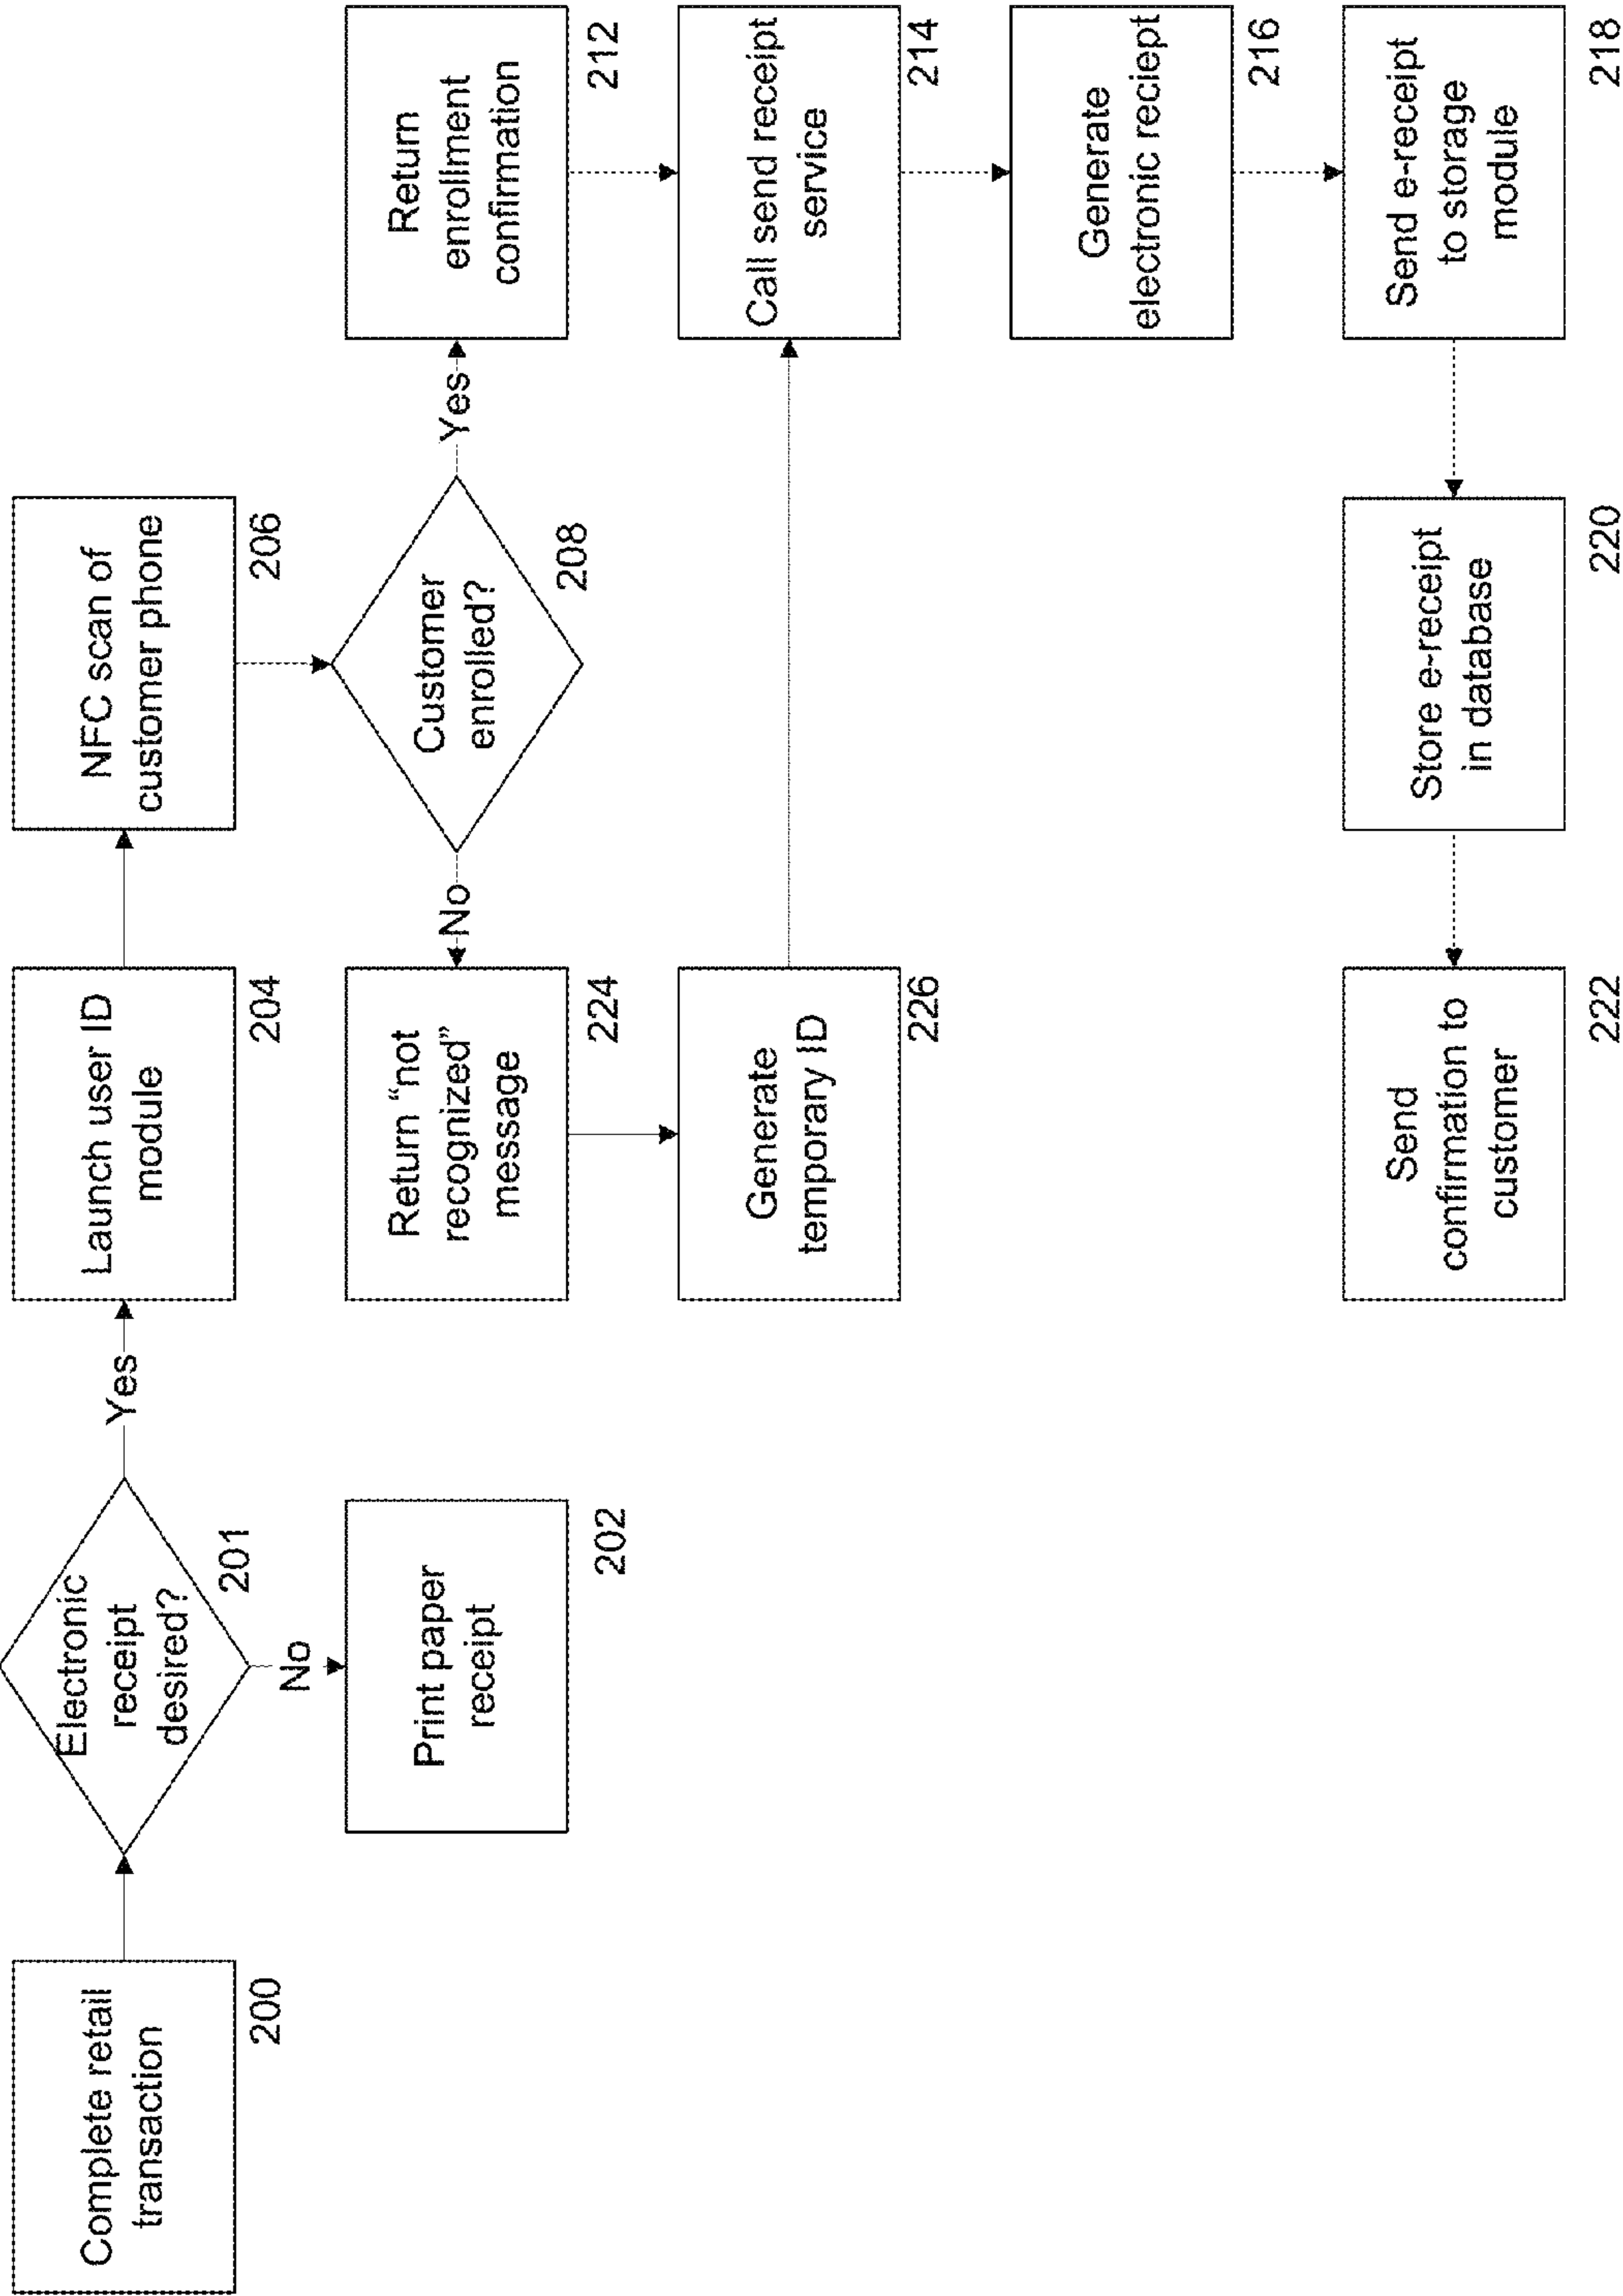 Complete retail
transaction
200
Electronic
receipt
desired?
201
Yes
No
Print paper
receipt
202
Launch user ID
module
204
NFC scan of
customer phone
206
Customer
enrolled?
208
Yes
No
Return
enrollment
confirmation
212
Return “not
recognized”
message
224
Generate
temporary ID
226
Call send receipt
service
214
Generate
electronic reciept
216
Send e-receipt
to storage
module
218
Store e-receipt
in database
220
Send
confirmation to
customer
222